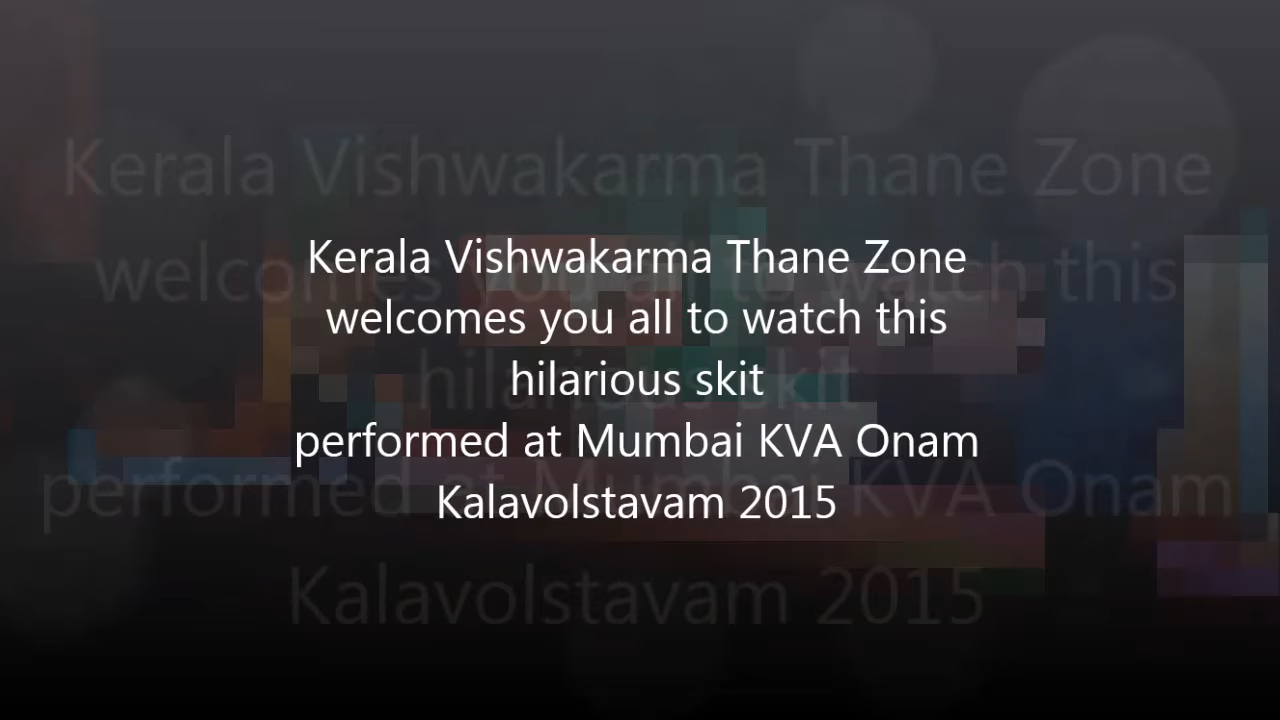 Kerala Vishwakarma Thane Zone
welcomes you all to watch this
hilarious skit
performed at Mumbai KVA Onam
Kalavolstavam 2015